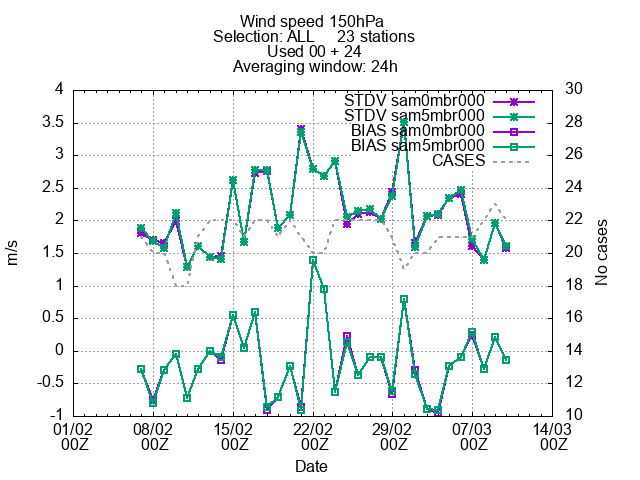 Wind speed 150hPa
Selection: ALL 23 stations
Used 00 + 24
Averaging window: 24h
STDV sam0mbr000
STDV sam5mbr000
BIAS sam0mbr000
BIAS sam5mbr000
CASES
4
3.5
3
2.5
2
1.5
1
0.5
0
-0.5
-1
m/s
30
28
26
24
22
20
18
16
14
12
10
No cases
01/02 08/02 15/02 22/02 29/02 07/03 14/03
00Z 00Z 00Z 00Z 00Z 00Z 00Z
Date